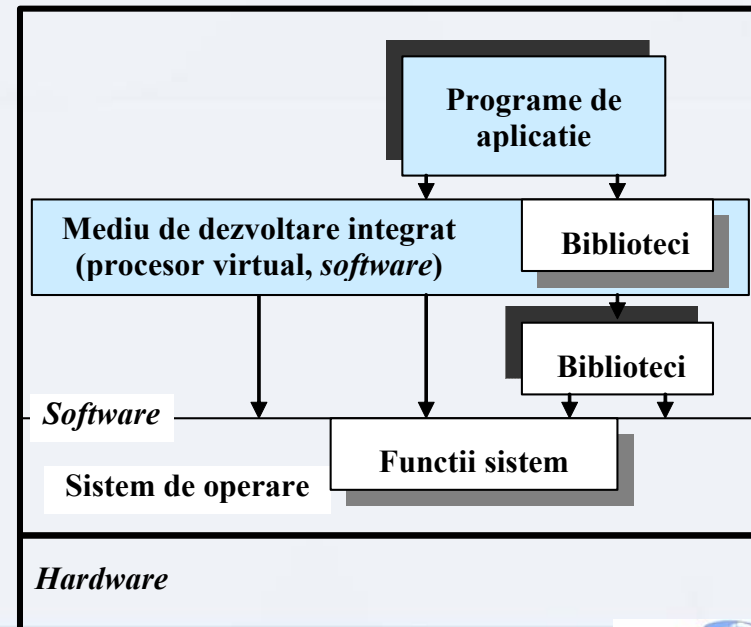 Programe de
aplicatie
Mediu de dezvoltare integrat
(procesor virtual, software)
Biblioteci
Biblioteci
Software
Functii sistem
Sistem de operare
Hardware